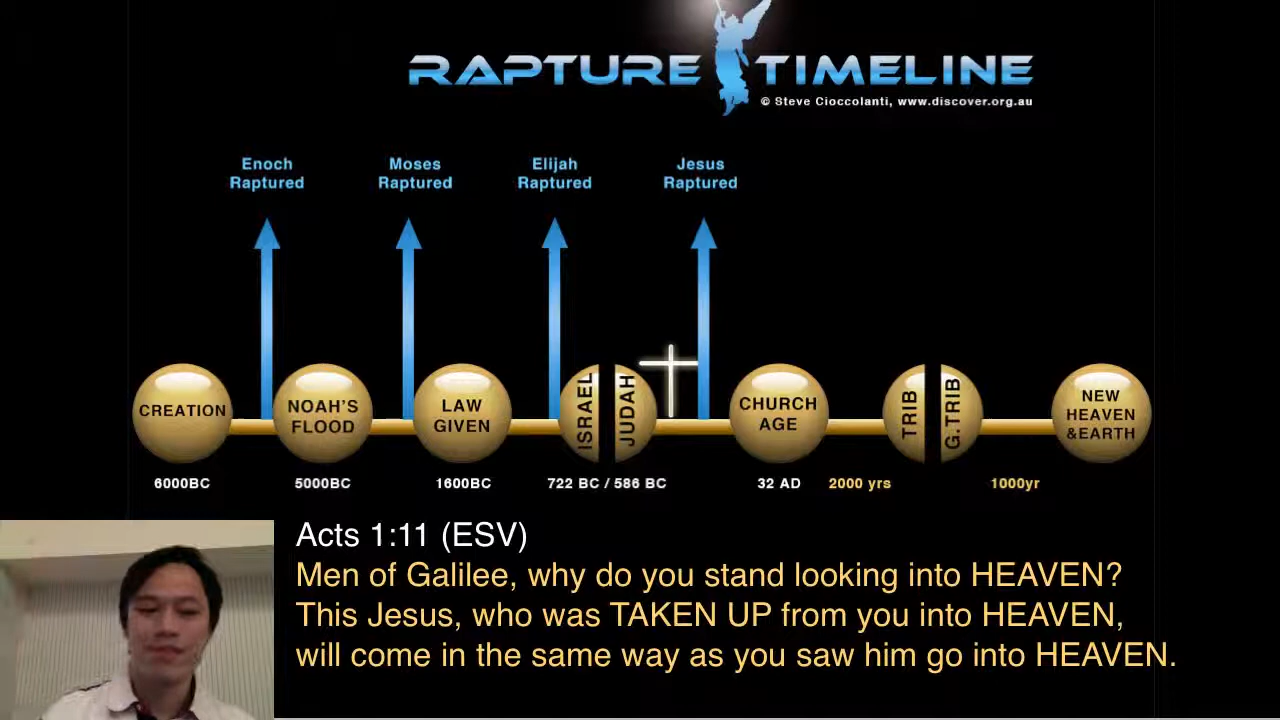 RAPTURE TIMELINE
© Steve Cioccolanti, www.discover.org.au
Enoch
Raptured
Moses
Raptured
Elijah
Raptured
Jesus
Raptured
CREATION
NOAH'S
FLOOD
LAW
GIVEN
ISRAEL
JUDAH
CHURCH
AGE
TRIB
G.TRIB
NEW
HEAVEN
&EARTH
6000BC
5000BC
1600BC
722 BC / 586 BC
32 AD
2000 yrs
1000yr
Acts 1:11 (ESV)
Men of Galilee, why do you stand looking into HEAVEN?
This Jesus, who was TAKEN UP from you into HEAVEN,
will come in the same way as you saw him go into HEAVEN.